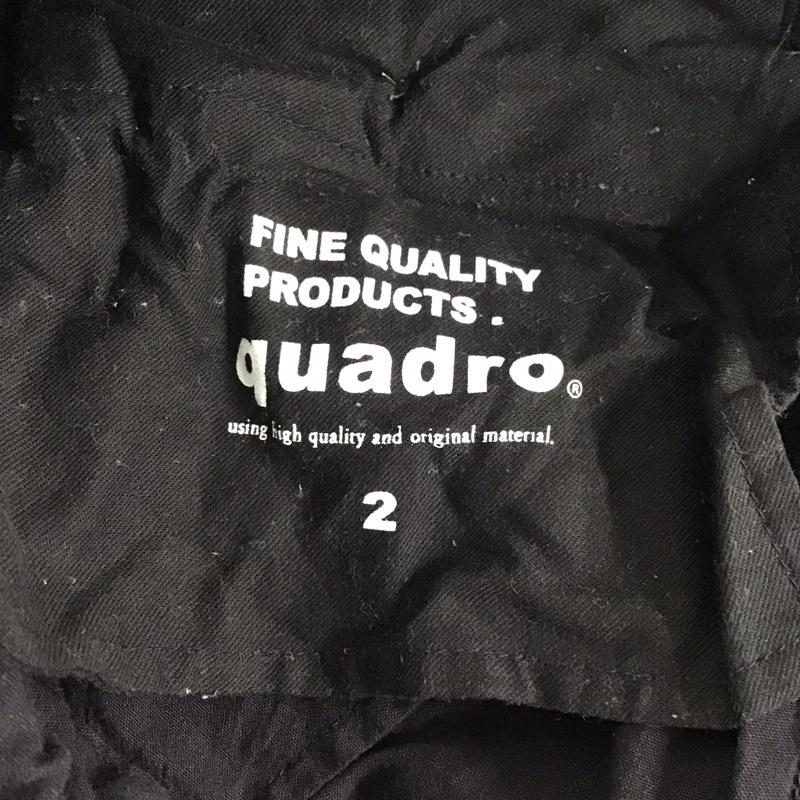 FINE QUALITY
PRODUCTS .
quadro®
using high quality and original material.
2